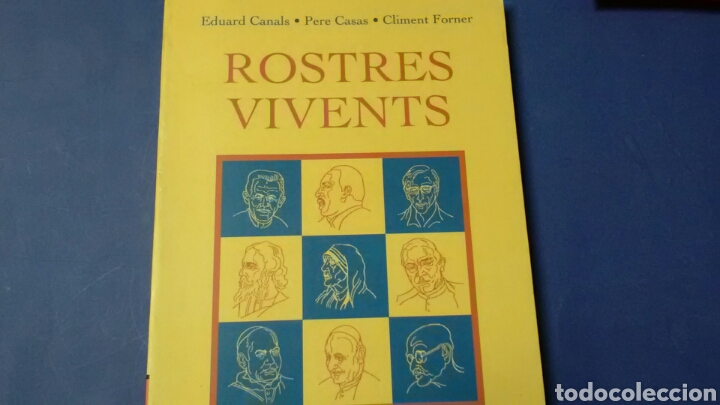 Eduard Canals • Pere Casas • Climent Forner
ROSTRES
VIVENTS
todocoleccion